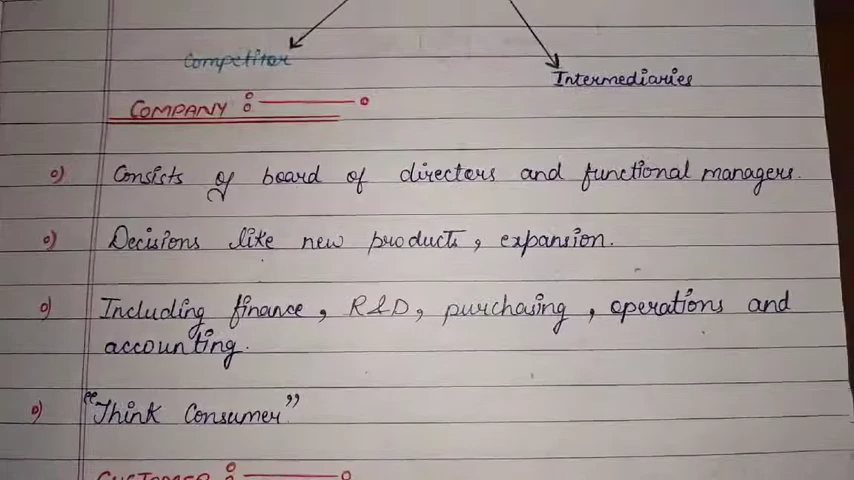 Competitor
Intermediaries
COMPANY :
Consists of board of directors and functional managers.
Decisions like new products, expansion.
Including finance, R&D, purchasing, operations and
accounting.
"Think Consumer"
CUSTOMER :